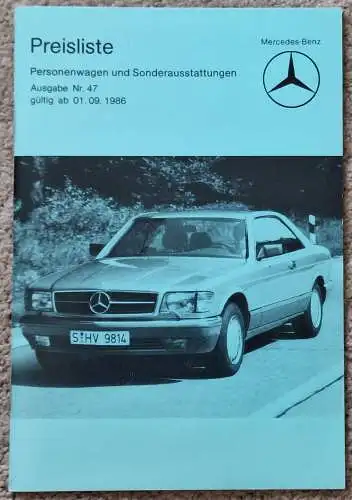 Preisliste
Mercedes-Benz
Personenwagen und Sonderausstattungen
Ausgabe Nr. 47
gültig ab 01.09.1986
S HV 9814